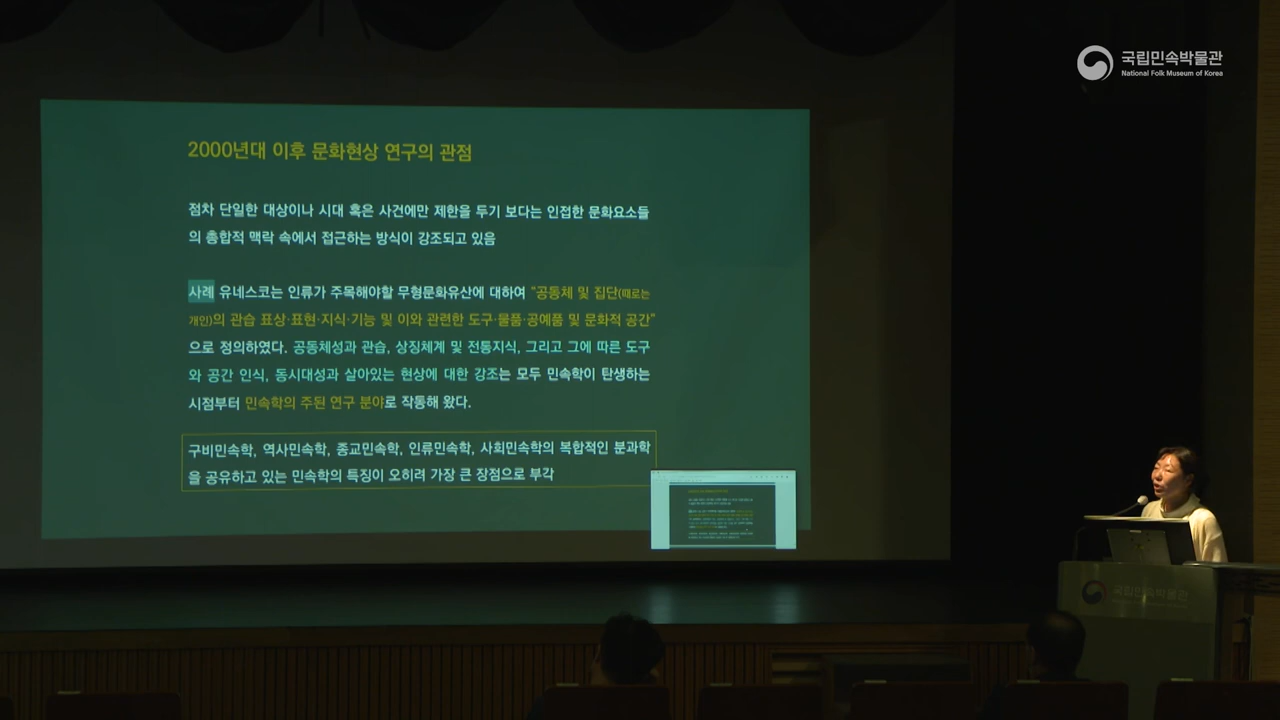 국립민속박물관
National Folk Museum of Korea
2000년대 이후 문화현상 연구의 관점
점차 단일한 대상이나 시대 혹은 사건에만 제한을 두기 보다는 인접한 문화요소들
의 총합적 맥락 속에서 접근하는 방식이 강조되고 있음
사례 유네스코는 인류가 주목해야할 무형문화유산에 대하여 "공동체 및 집단(때로는
개인)의 관습·표상·표현·지식·기능 및 이와 관련한 도구·물품·공예품 및 문화적 공간"
으로 정의하였다. 공동체성과 관습, 상징체계 및 전통지식, 그리고 그에 따른 도구
와 공간 인식, 동시대성과 살아있는 현상에 대한 강조는 모두 민속학이 탄생하는
시점부터 민속학의 주된 연구 분야로 작동해 왔다.
구비민속학, 역사민속학, 종교민속학, 인류민속학, 사회민속학의 복합적인 분과학
을 공유하고 있는 민속학의 특징이 오히려 가장 큰 장점으로 부각
국립민속박물관